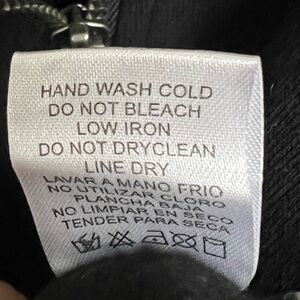 HAND WASH COLD
DO NOT BLEACH
LOW IRON
DO NOT DRYCLEAN
LINE DRY
LAVAR A MANO FRIO
NO UTILIZAR CLORO
PLANCHA BAJA
NO LIMPIAR EN SECO
TENDER PARA SECA